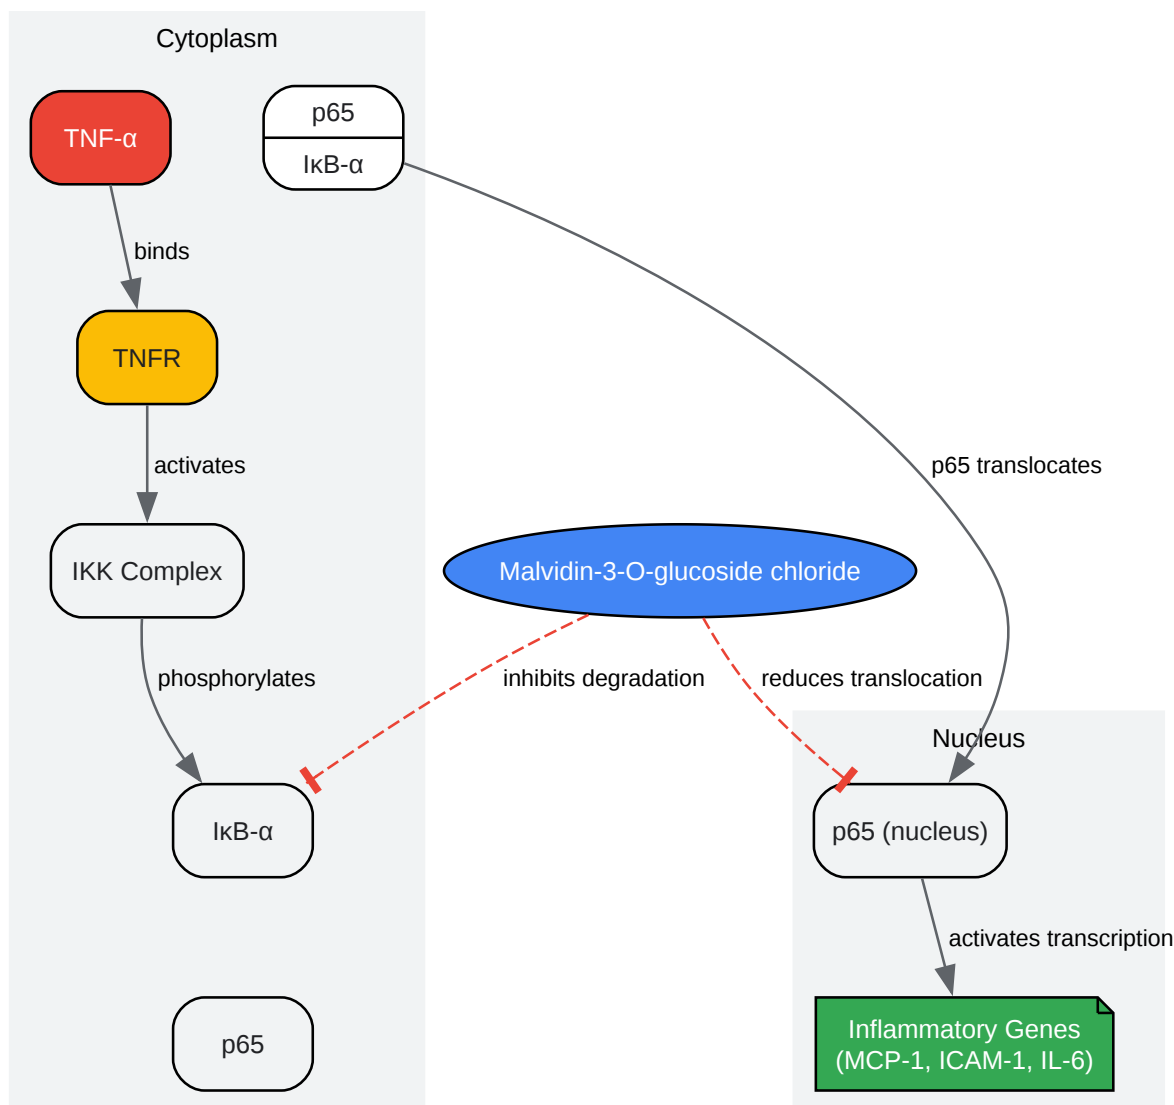 Cytoplasm
TNF-α
p65
IκB-α
binds
TNFR
activates
p65 translocates
IKK Complex
Malvidin-3-O-glucoside chloride
phosphorylates
inhibits degradation
reduces translocation
Nucleus
IκB-α
p65 (nucleus)
activates transcription
p65
Inflammatory Genes
(MCP-1, ICAM-1, IL-6)